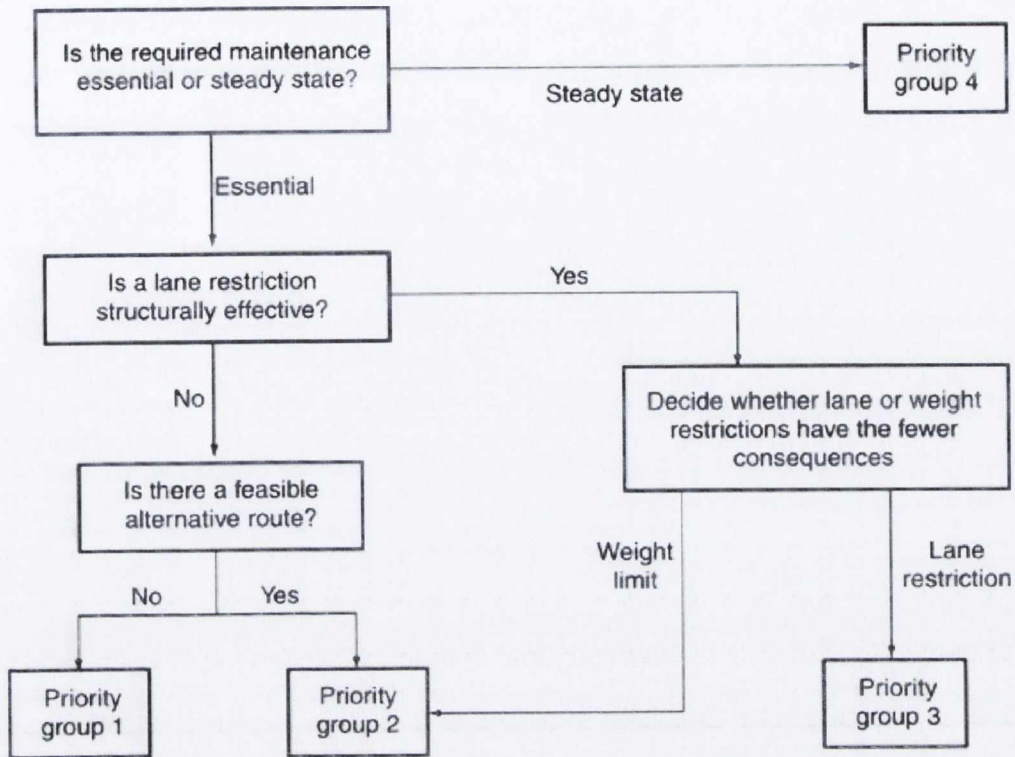 Is the required maintenance
essential or steady state?
Steady state
Priority
group 4
Essential
Is a lane restriction
structurally effective?
Yes
No
Decide whether lane or weight
restrictions have the fewer
consequences
Is there a feasible
alternative route?
Weight
limit
Lane
restriction
No
Yes
Priority
group 1
Priority
group 2
Priority
group 3